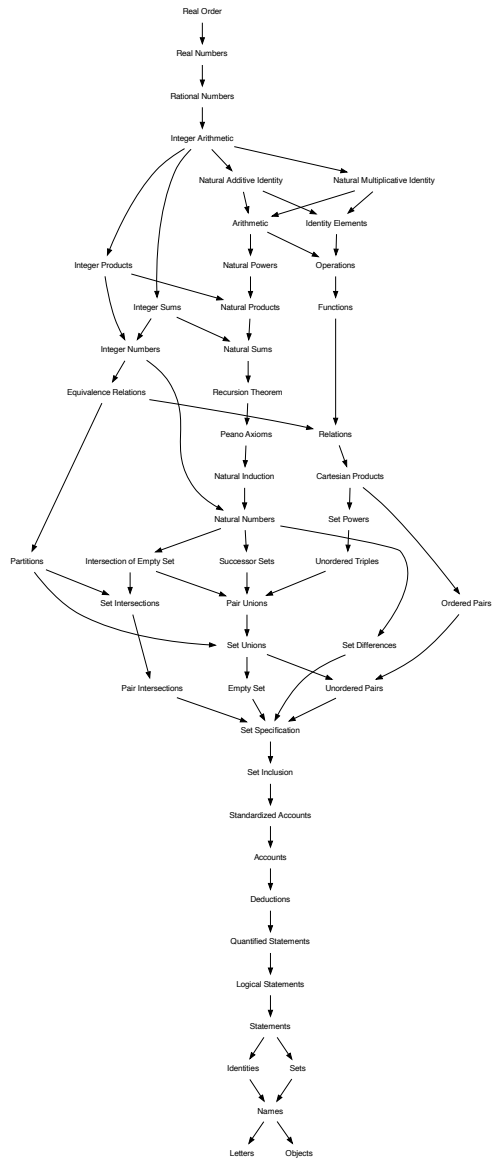 Real Order
Real Numbers
Rational Numbers
Integer Arithmetic
Natural Additive Identity
Natural Multiplicative Identity
Arithmetic
Identity Elements
Integer Products
Natural Powers
Operations
Integer Sums
Natural Products
Functions
Integer Numbers
Natural Sums
Equivalence Relations
Recursion Theorem
Peano Axioms
Relations
Natural Induction
Cartesian Products
Natural Numbers
Set Powers
Partitions
Intersection of Empty Set
Successor Sets
Unordered Triples
Set Intersections
Pair Unions
Ordered Pairs
Set Unions
Set Differences
Pair Intersections
Empty Set
Unordered Pairs
Set Specification
Set Inclusion
Standardized Accounts
Accounts
Deductions
Quantified Statements
Logical Statements
Statements
Identities
Sets
Names
Letters
Objects